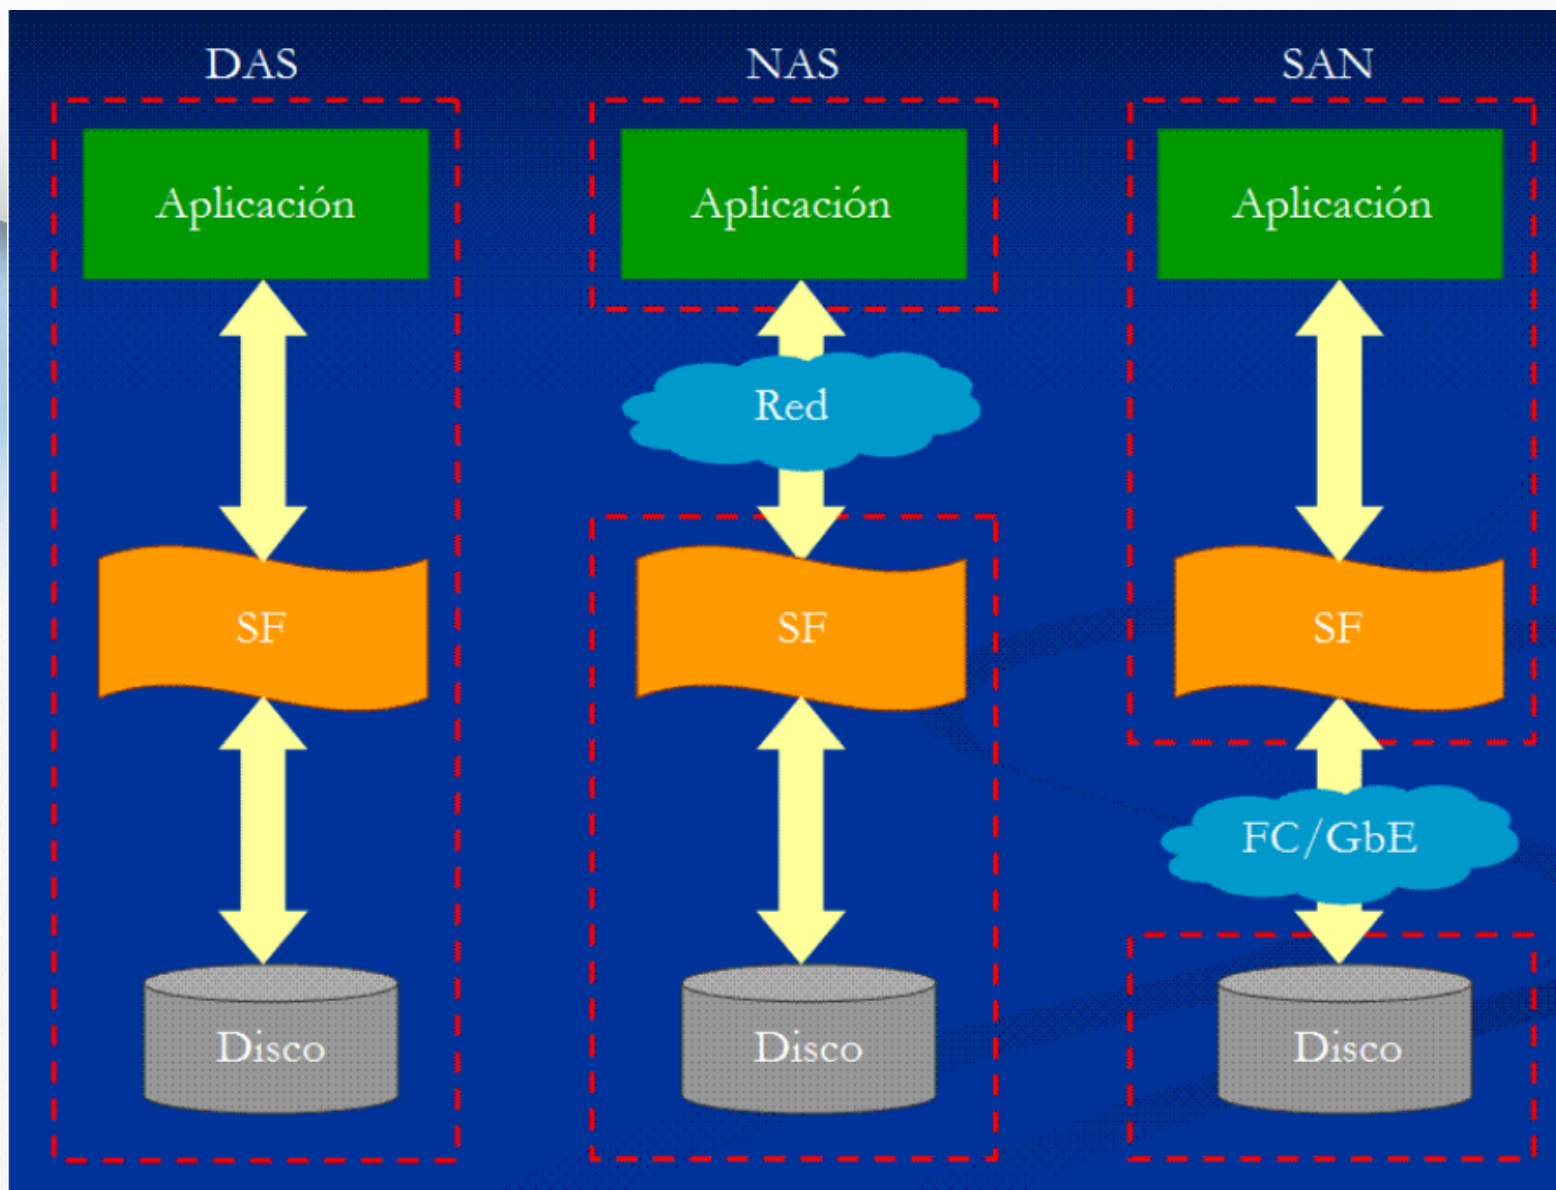 DAS
NAS
SAN
Aplicación
Aplicación
Aplicación
Red
SF
SF
SF
FC/GbE
Disco
Disco
Disco